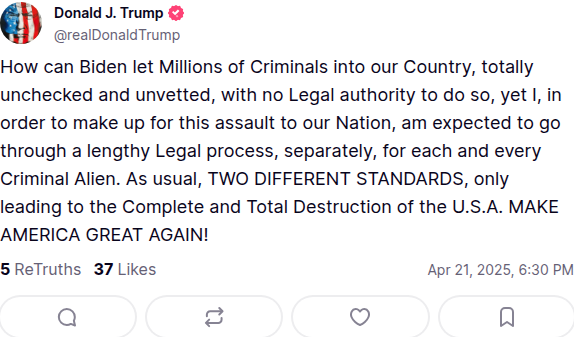 Donald J. Trump
@realDonaldTrump
How can Biden let Millions of Criminals into our Country, totally
unchecked and unvetted, with no Legal authority to do so, yet I, in
order to make up for this assault to our Nation, am expected to go
through a lengthy Legal process, separately, for each and every
Criminal Alien. As usual, TWO DIFFERENT STANDARDS, only
leading to the Complete and Total Destruction of the U.S.A. MAKE
AMERICA GREAT AGAIN!
5 ReTruths 37 Likes Apr 21, 2025, 6:30 PM